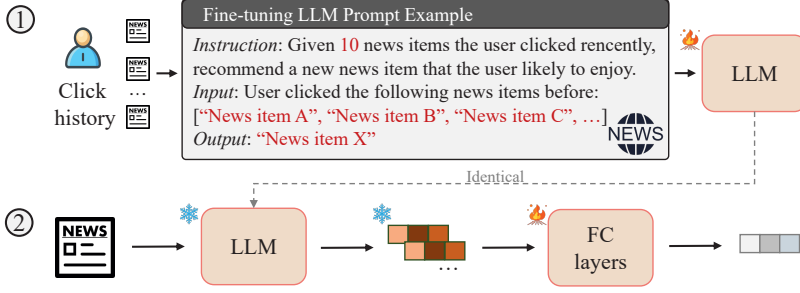 ①
NEWS
NEWS
...
NEWS
Click
history
Fine-tuning LLM Prompt Example
Instruction: Given 10 news items the user clicked rencently,
recommend a new news item that the user likely to enjoy.
Input: User clicked the following news items before:
[“News item A”, “News item B”, “News item C”, ...]
Output: “News item X”
NEWS
LLM
Identical
②
NEWS
LLM
...
FC
layers